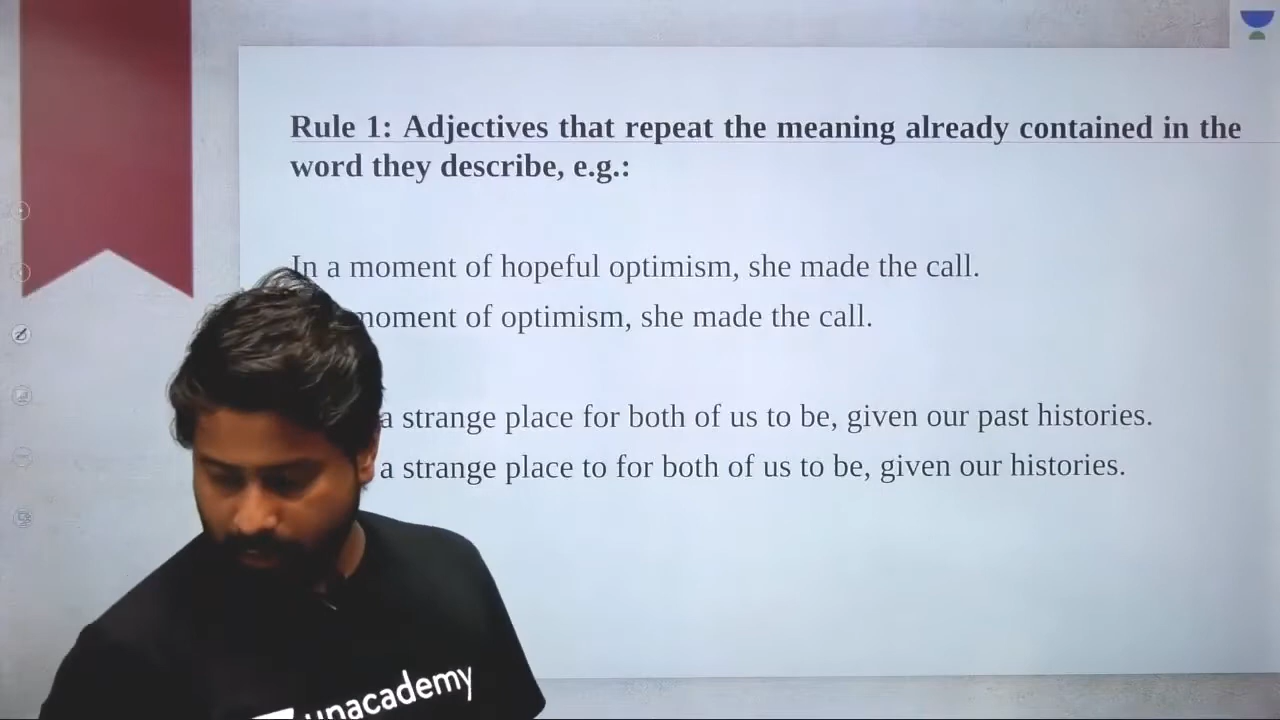 Rule 1: Adjectives that repeat the meaning already contained in the
word they describe, e.g.:
In a moment of hopeful optimism, she made the call.
moment of optimism, she made the call.
a strange place for both of us to be, given our past histories.
a strange place to for both of us to be, given our histories.
unacademy